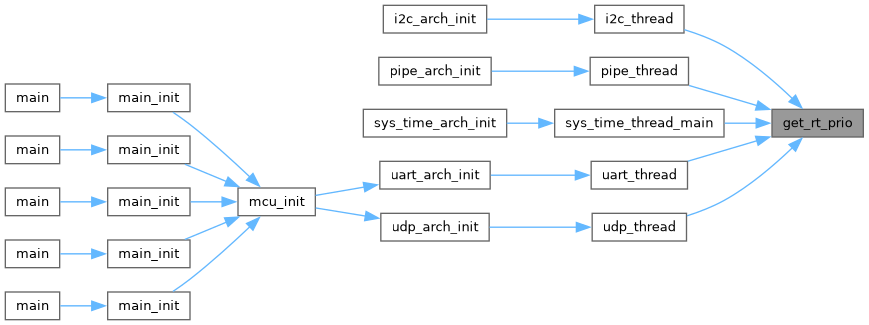 i2c_arch_init
i2c_thread
pipe_arch_init
pipe_thread
main
main_init
sys_time_arch_init
sys_time_thread_main
get_rt_prio
main
main_init
uart_arch_init
uart_thread
main
main_init
mcu_init
udp_arch_init
udp_thread
main
main_init
main
main_init